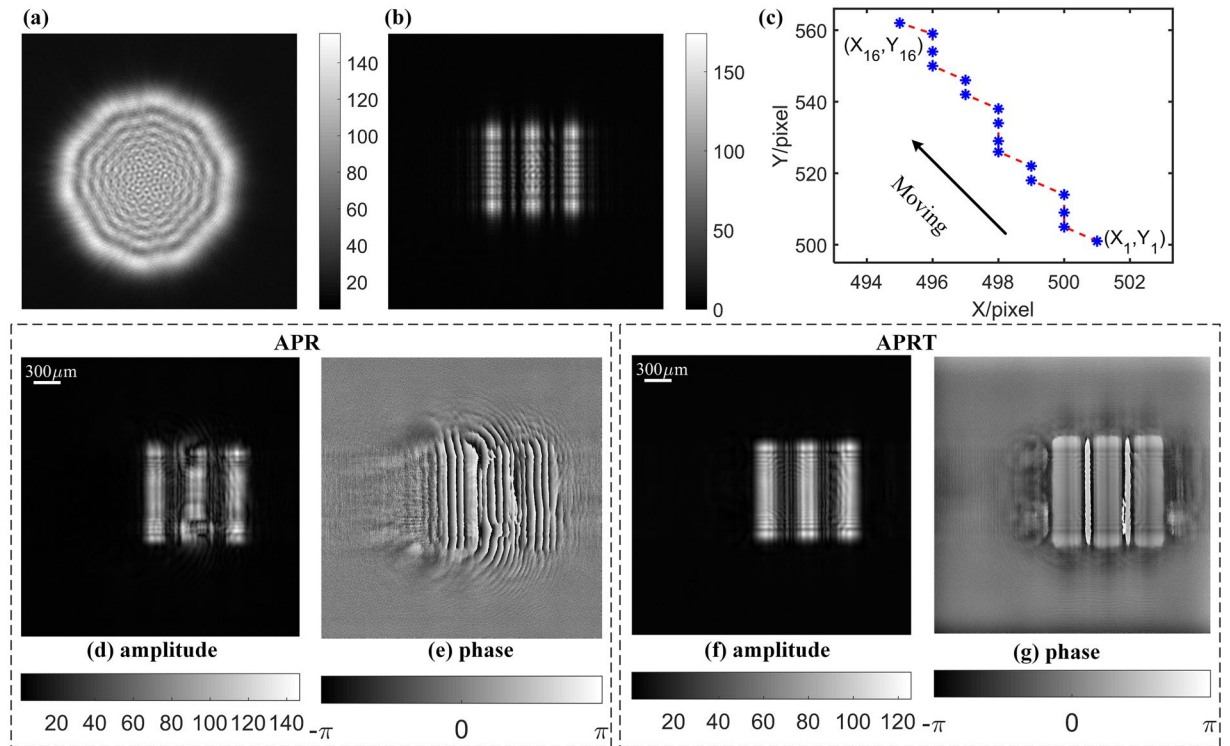 (a)
140
120
100
80
60
40
20
(b)
150
100
50
0
(c)
560
540
520
500
Y/pixel
(X16,Y16)
Moving
(X1,Y1)
494 496 498 500 502
X/pixel
APR
300μm
(d) amplitude
(e) phase
20 40 60 80 100 120 140
-π 0 π
APRT
300μm
(f) amplitude
(g) phase
20 40 60 80 100 120
-π 0 π